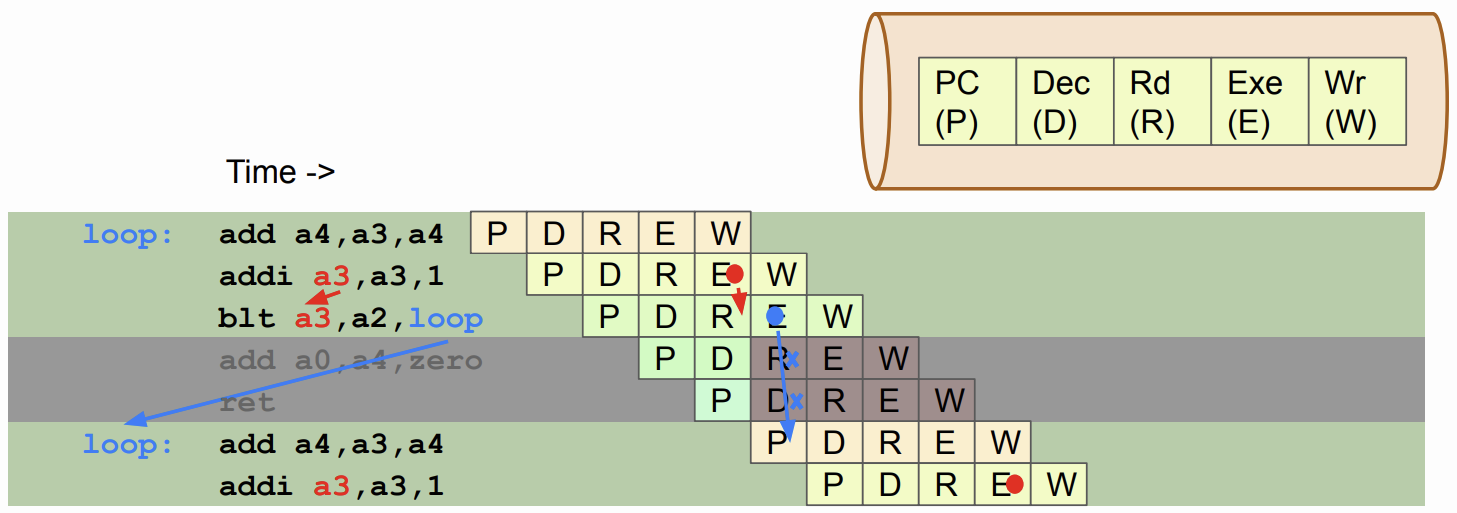 PC Dec Rd Exe Wr
(P) (D) (R) (E) (W)
Time ->
loop: add a4,a3,a4 P D R E W
addi a3,a3,1 P D R E W
blt a3,a2,loop P D R E W
add a0,a4,zero P D R E W
ret P D R E W
loop: add a4,a3,a4 P D R E W
addi a3,a3,1 P D R E W